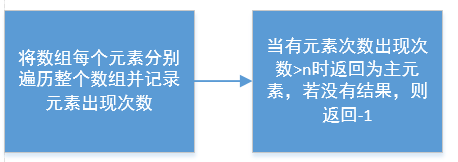 将数组每个元素分别
遍历整个数组并记录
元素出现次数
当有元素次数出现次
数>n时返回为主元
素，若没有结果，则
返回-1